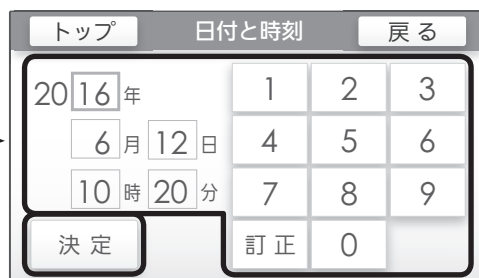 トップ 日付と時刻 戻る
2016年 1 2 3
6月12日 4 5 6
10時20分 7 8 9
決定 訂正 0